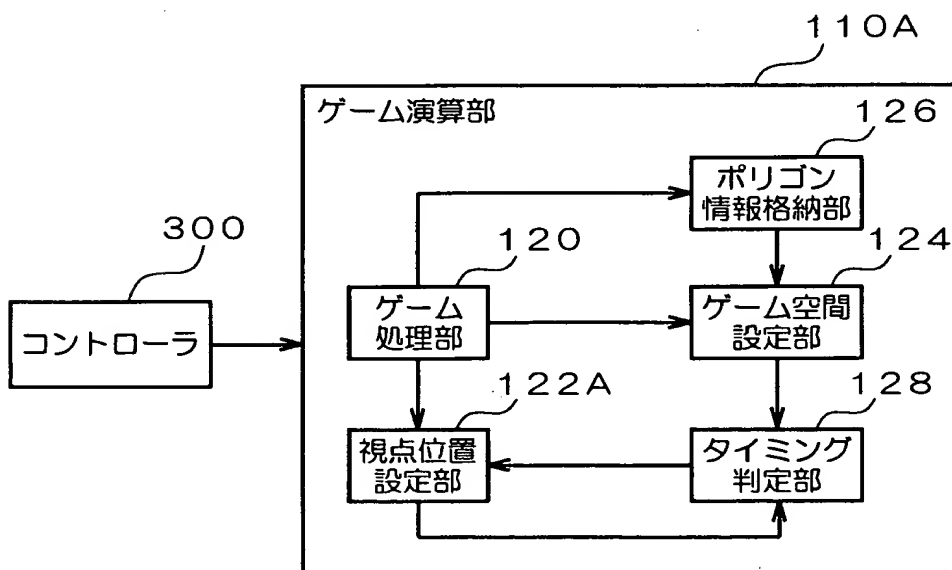 110A
ゲーム演算部
126
ポリゴン
情報格納部
300
120
124
コントローラ
ゲーム
処理部
ゲーム空間
設定部
122A
128
視点位置
設定部
タイミング
判定部